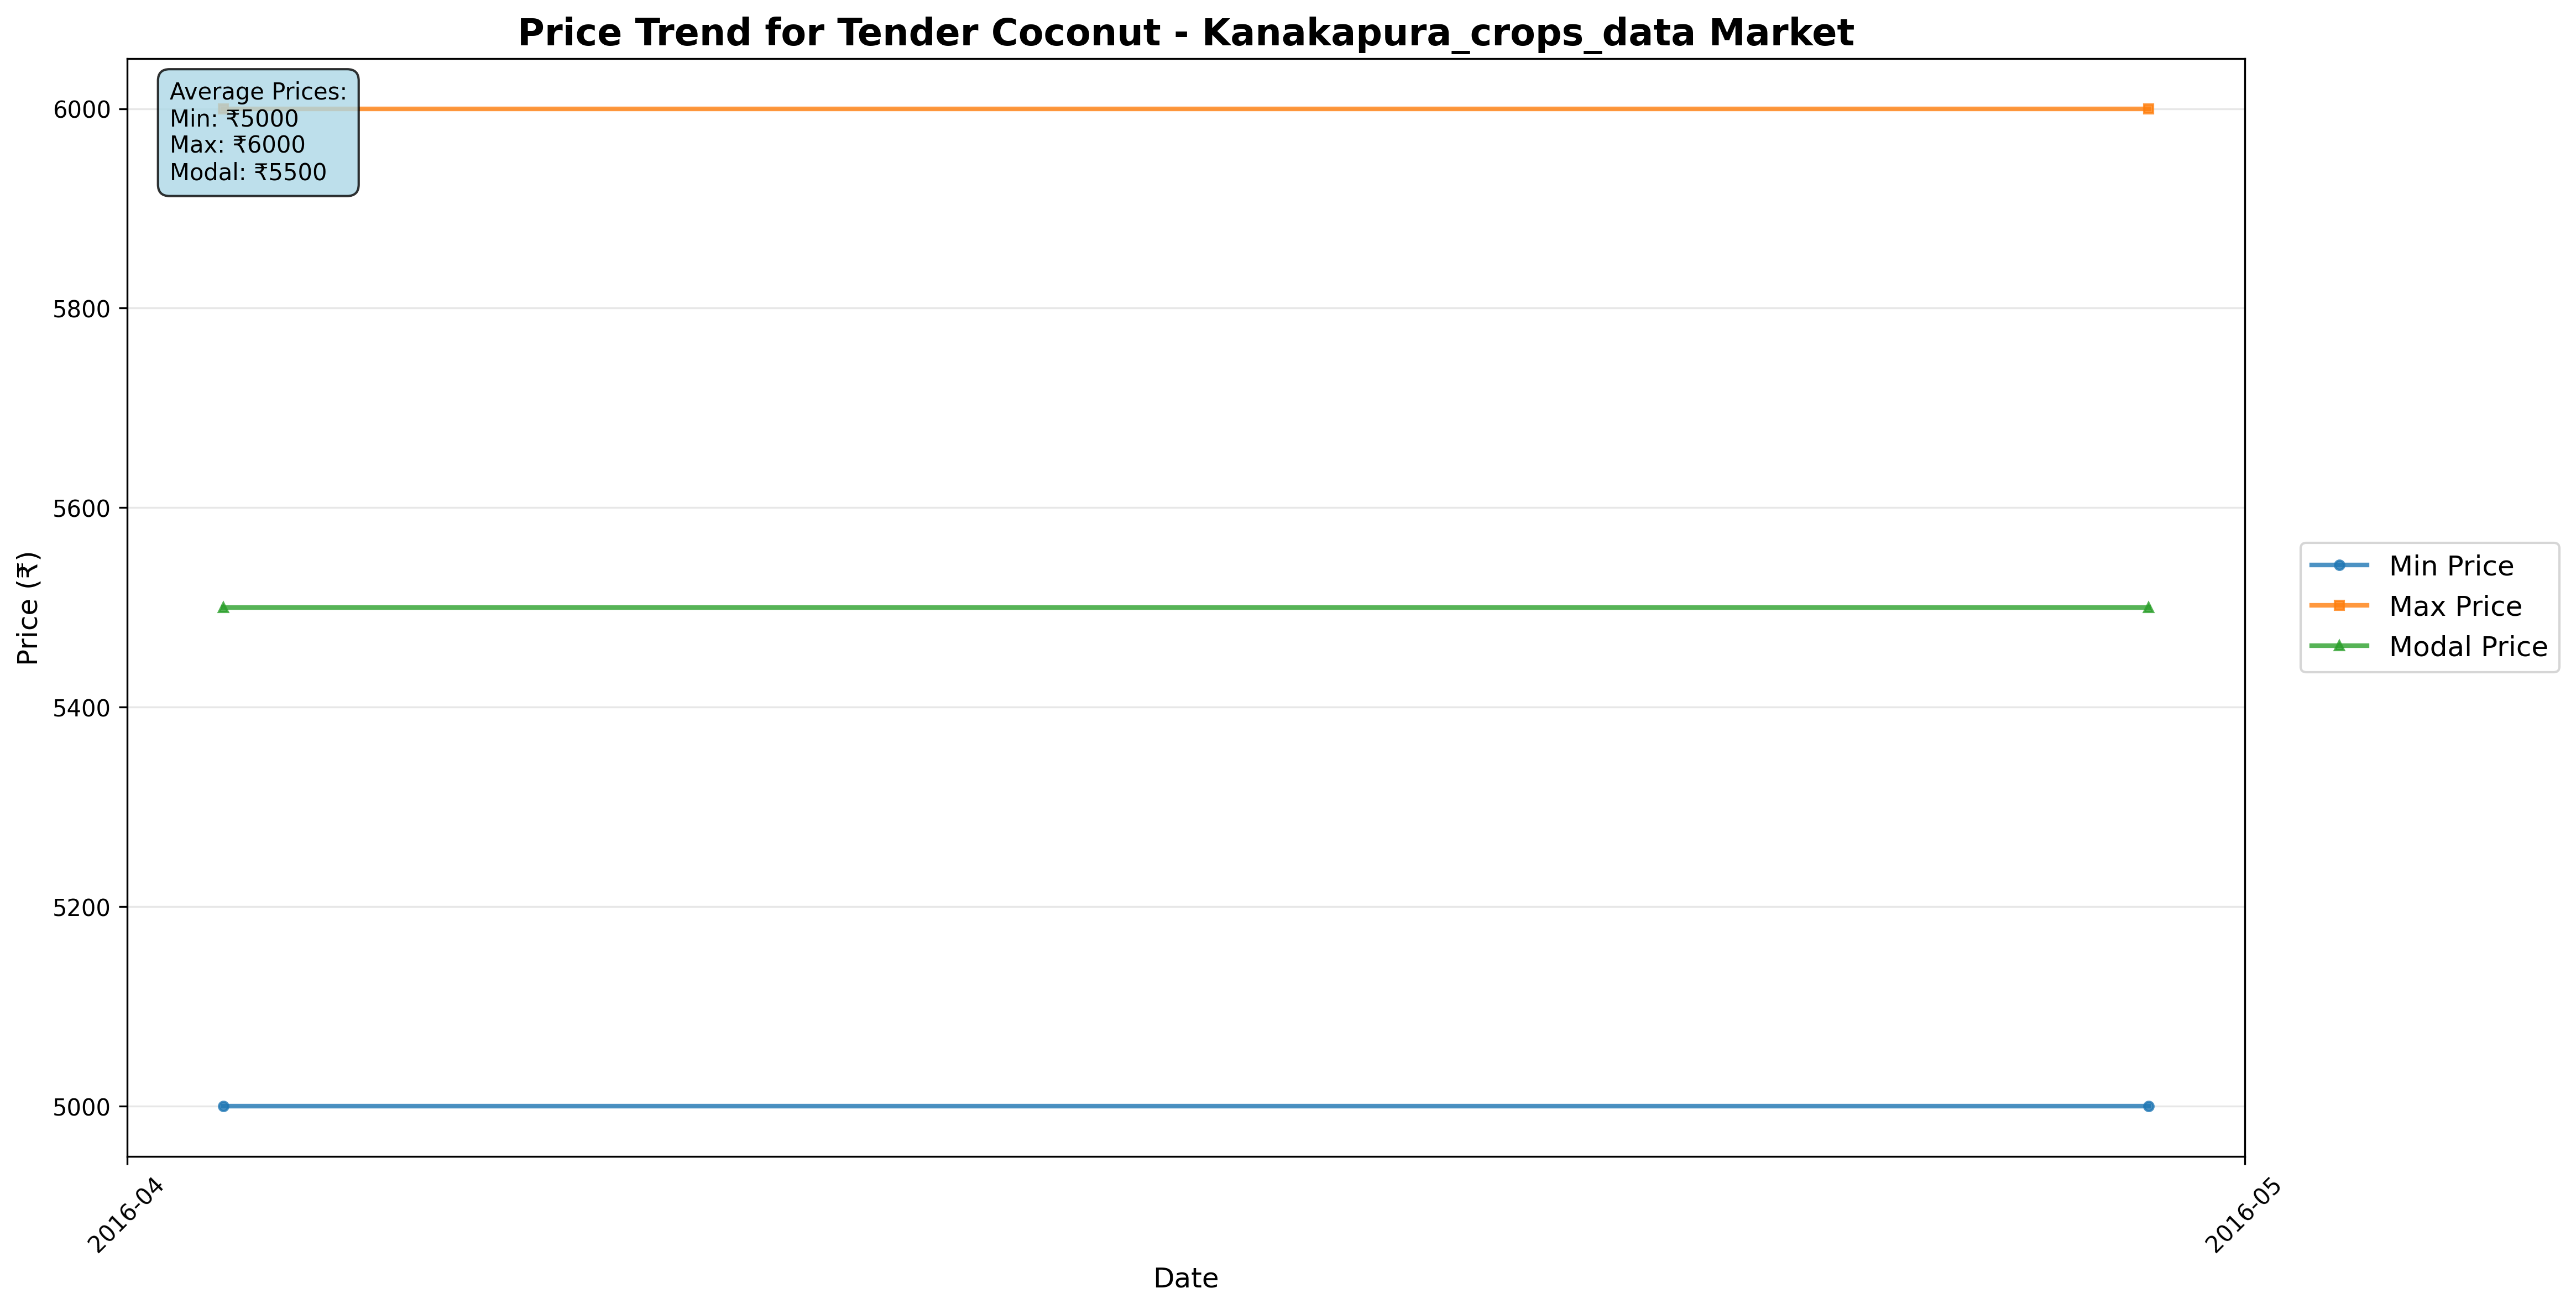 Price Trend for Tender Coconut - Kanakapura_crops_data Market
Average Prices:
Min: ₹5000
Max: ₹6000
Modal: ₹5500
6000
5800
5600
5400
5200
5000
Price (₹)
2016-04
2016-05
Date
Min Price
Max Price
Modal Price